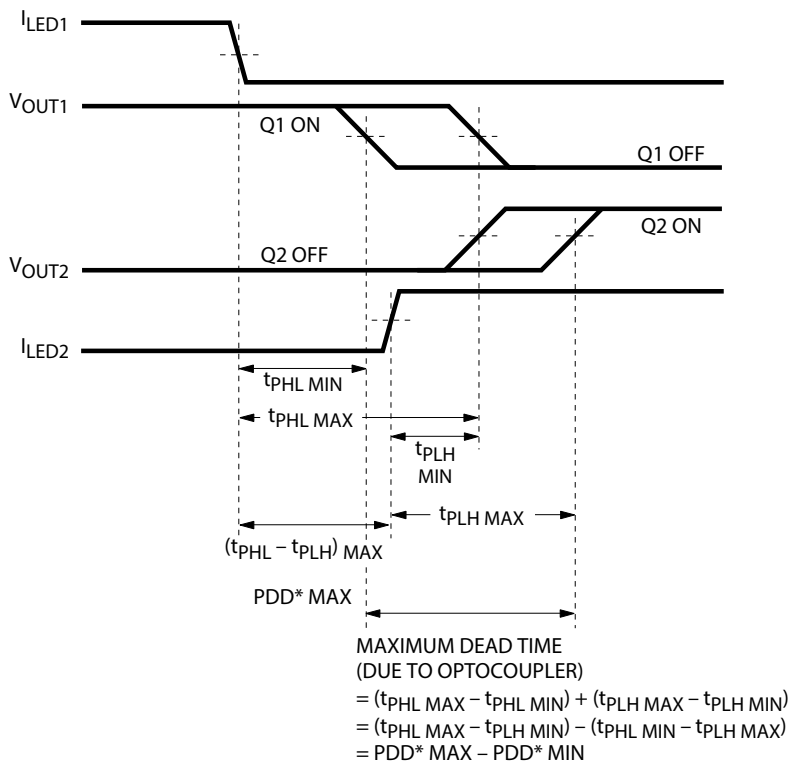 ILED1
VOUT1
Q1 ON
Q1 OFF
Q2 ON
Q2 OFF
VOUT2
ILED2
tPHL MIN
tPHL MAX
tPLH
MIN
tPLH MAX
(tPHL – tPLH) MAX
PDD* MAX
MAXIMUM DEAD TIME
(DUE TO OPTOCOUPLER)
= (tPHL MAX – tPHL MIN) + (tPLH MAX – tPLH MIN)
= (tPHL MAX – tPLH MIN) – (tPHL MIN – tPLH MAX)
= PDD* MAX – PDD* MIN